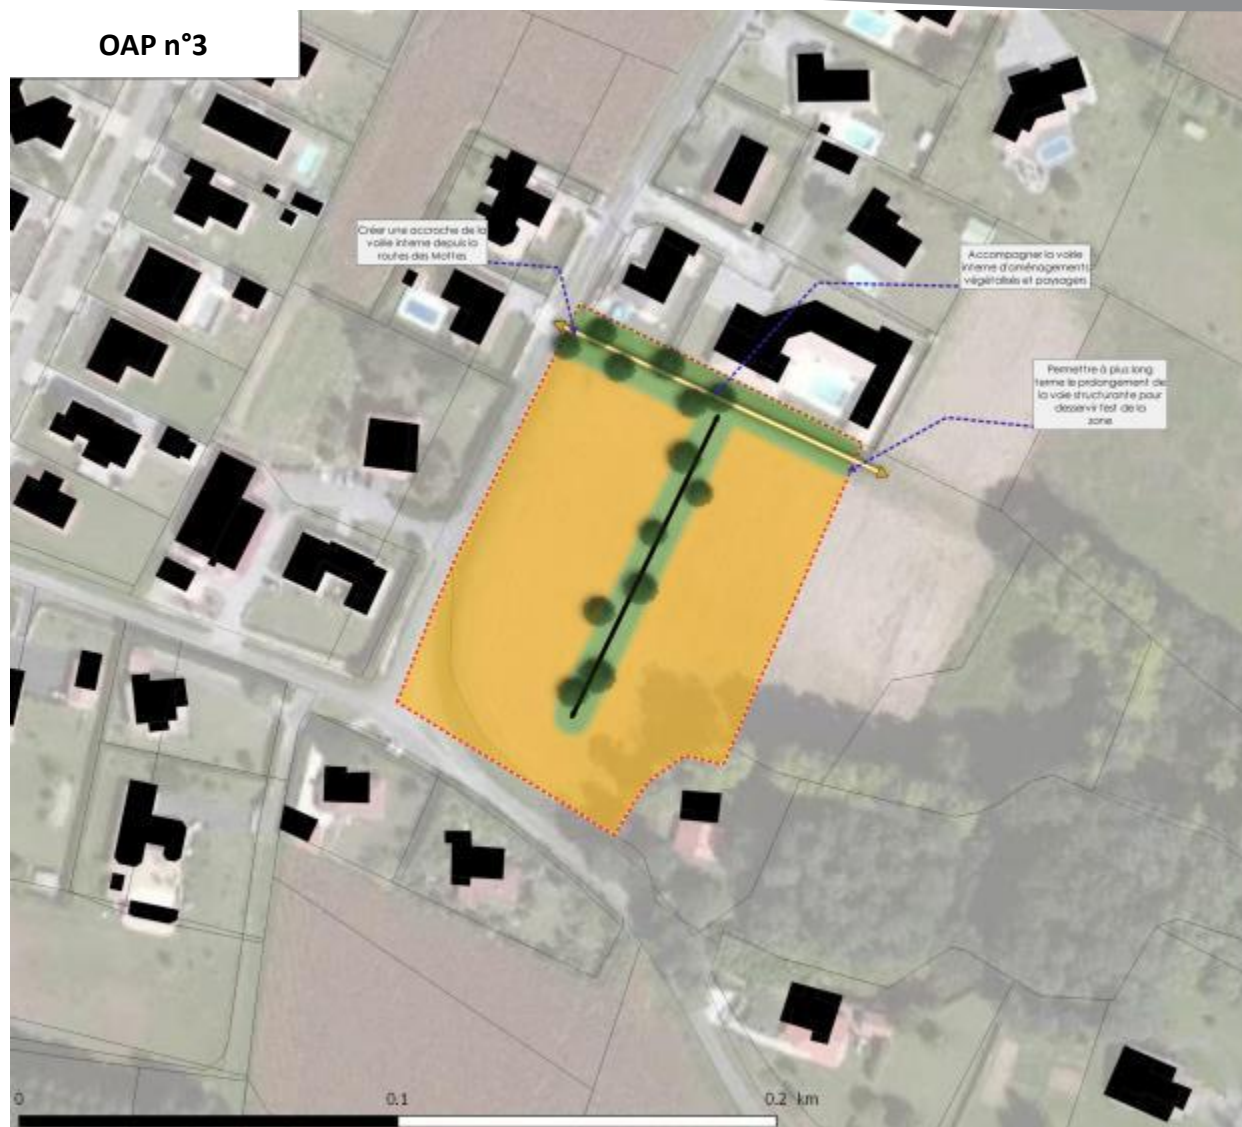 OAP n°3
Créer une accroche de la
voirie interne depuis la
routes des Mottes
Accompagner la voirie
interne d'aménagements
végétalisés et paysagers
Permettre à plus long
terme le prolongement de
la voie structurante pour
desservir l'est de la
zone
0 0.1 0.2 km